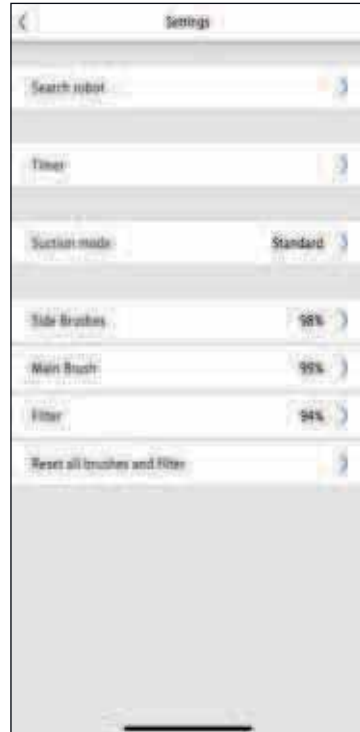 Settings
Search robot
Timer
Suction mode Standard
Side Brushes 98%
Main Brush 99%
Filter 94%
Reset all brushes and filter